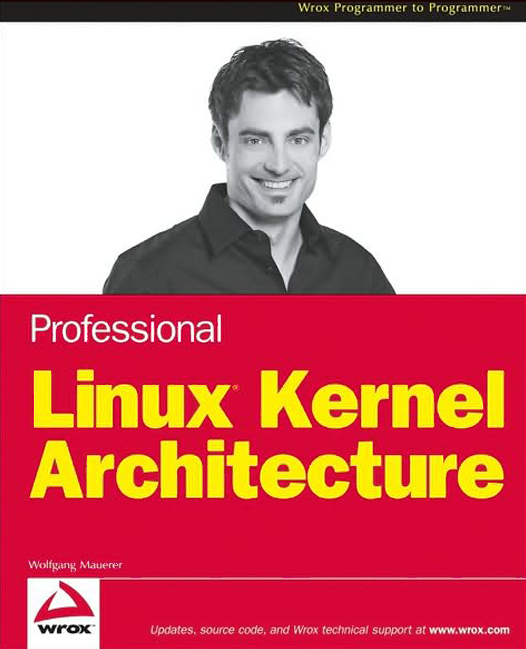 Wrox Programmer to Programmer™
Professional
Linux® Kernel
Architecture
Wolfgang Mauerer
wrox™
Updates, source code, and Wrox technical support at www.wrox.com